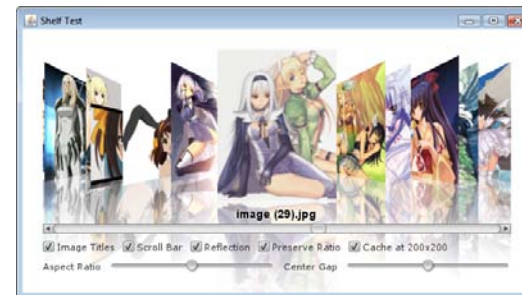 Shelf Test
image (29).jpg
Image Titles Scroll Bar Reflection Preserve Ratio Cache at 200x200
Aspect Ratio Center Gap